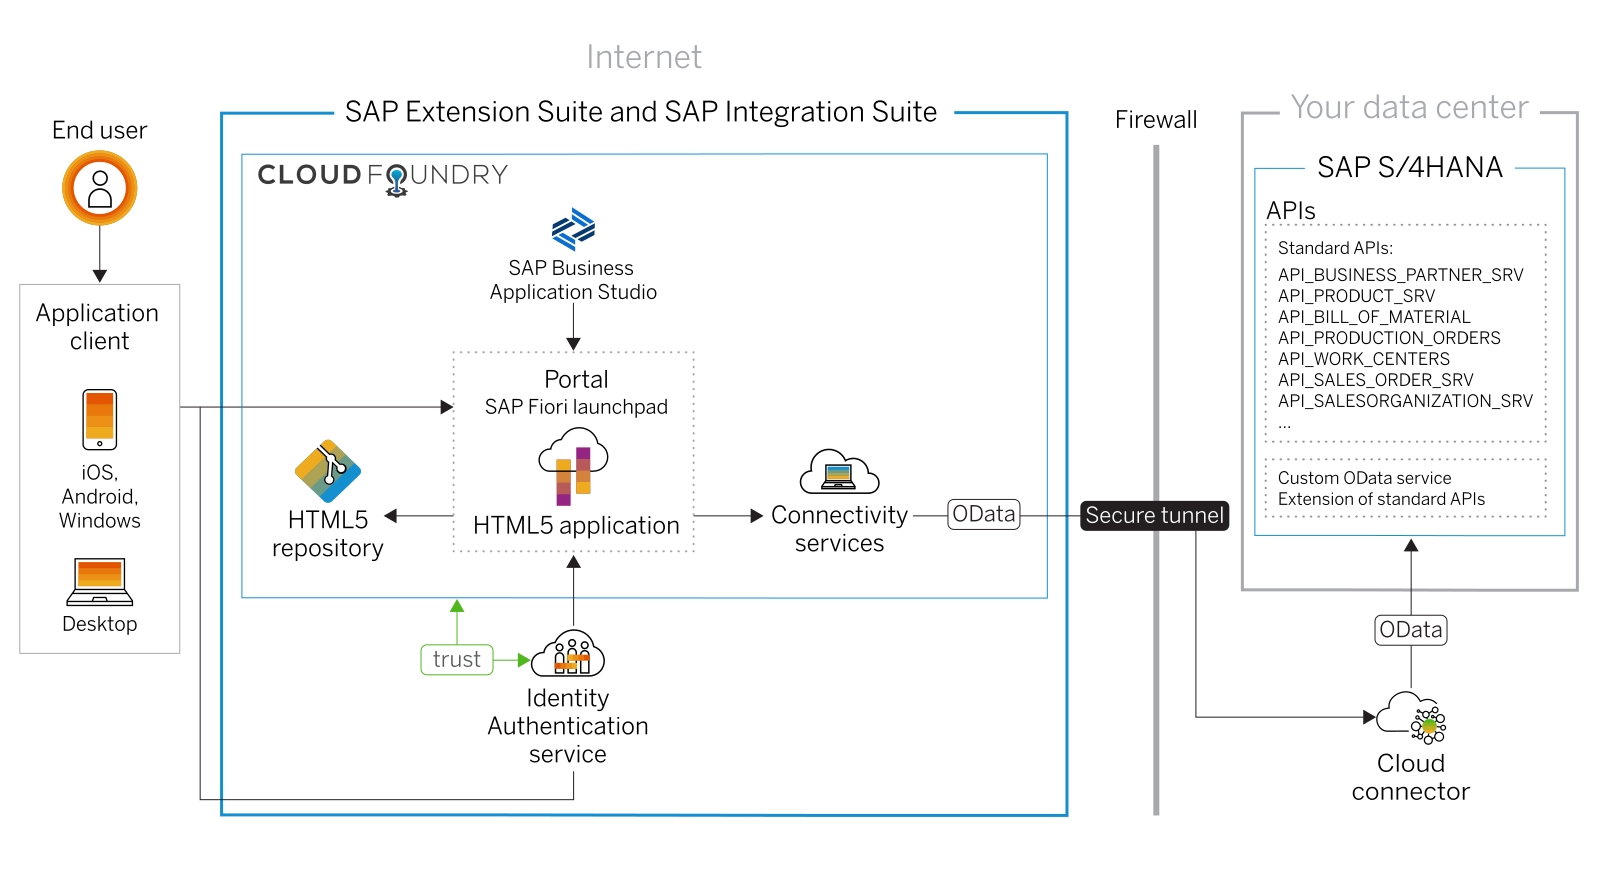 Internet
SAP Extension Suite and SAP Integration Suite
Firewall
Your data center
End user
CLOUD FOUNDRY
SAP S/4HANA
APIs
Standard APIs:
API_BUSINESS_PARTNER_SRV
API_PRODUCT_SRV
API_BILL_OF_MATERIAL
API_PRODUCTION_ORDERS
API_WORK_CENTERS
API_SALES_ORDER_SRV
API_SALESORGANIZATION_SRV
...
Custom OData service
Extension of standard APIs
SAP Business
Application Studio
Application
client
iOS,
Android,
Windows
Desktop
Portal
SAP Fiori launchpad
HTML5 application
HTML5
repository
Connectivity
services
OData
Secure tunnel
trust
Identity
Authentication
service
OData
Cloud
connector